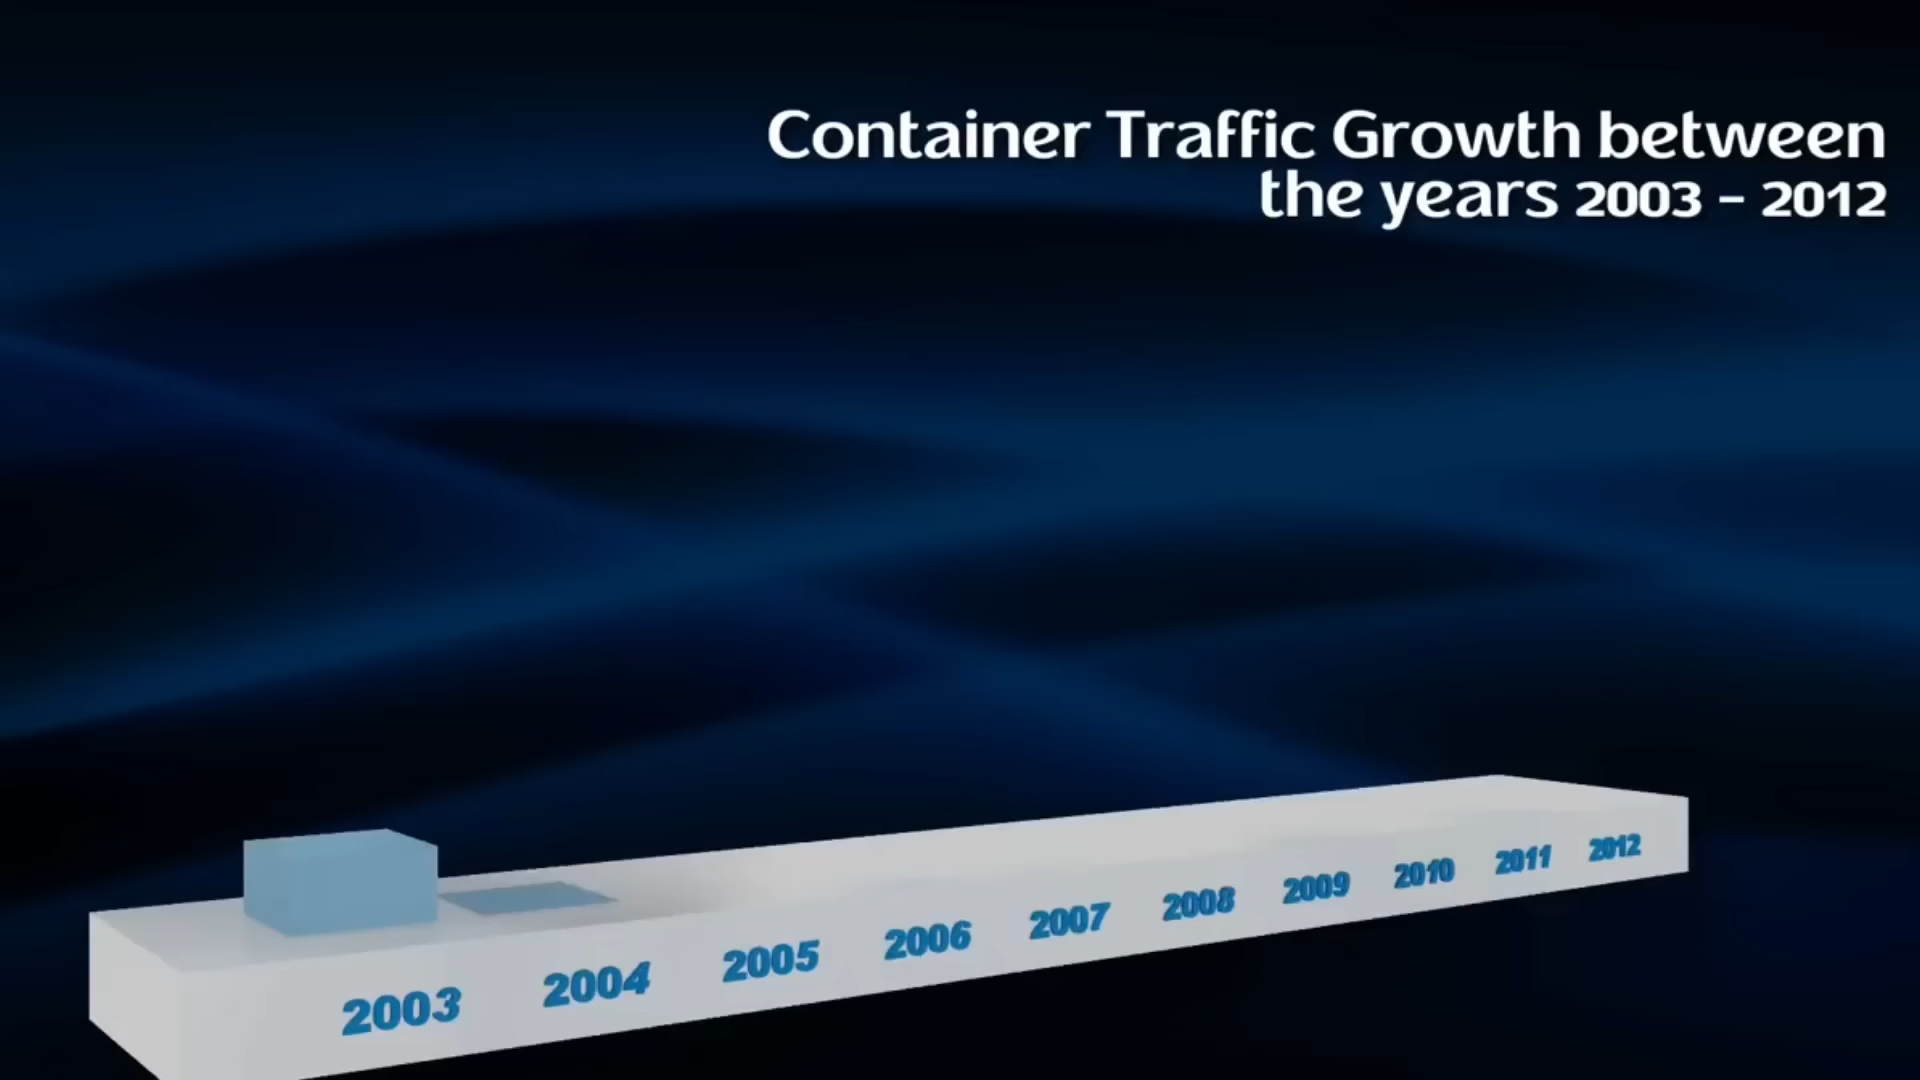 Container Traffic Growth between
the years 2003 - 2012
2003 2004 2005 2006 2007 2008 2009 2010 2011 2012